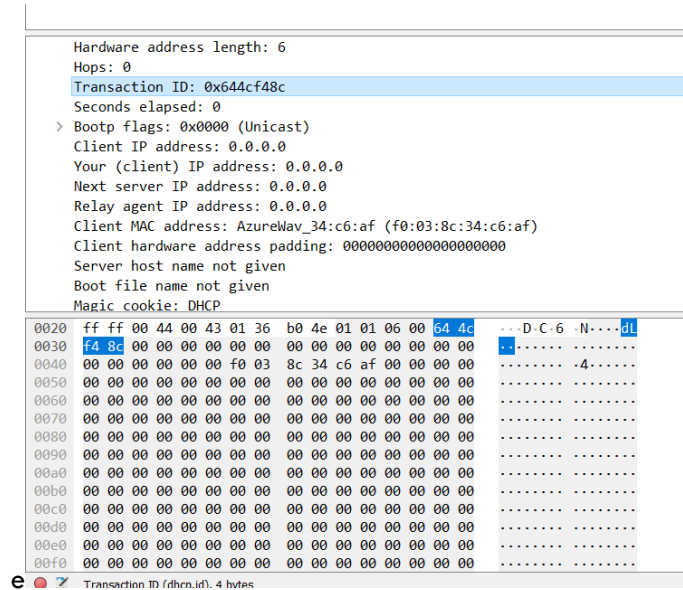 Hardware address length: 6
Hops: 0
Transaction ID: 0x644cf48c
Seconds elapsed: 0
> Bootp flags: 0x0000 (Unicast)
Client IP address: 0.0.0.0
Your (client) IP address: 0.0.0.0
Next server IP address: 0.0.0.0
Relay agent IP address: 0.0.0.0
Client MAC address: AzureWav_34:c6:af (f0:03:8c:34:c6:af)
Client hardware address padding: 00000000000000000000
Server host name not given
Boot file name not given
Magic cookie: DHCP
0020 ff ff 00 44 00 43 01 36 b0 4e 01 01 06 00 64 4c ···D·C·6 ·N····dL
0030 f4 8c 00 00 00 00 00 00 00 00 00 00 00 00 00 00 ········ ········
0040 00 00 00 00 00 00 f0 03 8c 34 c6 af 00 00 00 00 ········ ·4······
0050 00 00 00 00 00 00 00 00 00 00 00 00 00 00 00 00 ········ ········
0060 00 00 00 00 00 00 00 00 00 00 00 00 00 00 00 00 ········ ········
0070 00 00 00 00 00 00 00 00 00 00 00 00 00 00 00 00 ········ ········
0080 00 00 00 00 00 00 00 00 00 00 00 00 00 00 00 00 ········ ········
0090 00 00 00 00 00 00 00 00 00 00 00 00 00 00 00 00 ········ ········
00a0 00 00 00 00 00 00 00 00 00 00 00 00 00 00 00 00 ········ ········
00b0 00 00 00 00 00 00 00 00 00 00 00 00 00 00 00 00 ········ ········
00c0 00 00 00 00 00 00 00 00 00 00 00 00 00 00 00 00 ········ ········
00d0 00 00 00 00 00 00 00 00 00 00 00 00 00 00 00 00 ········ ········
00e0 00 00 00 00 00 00 00 00 00 00 00 00 00 00 00 00 ········ ········
00f0 00 00 00 00 00 00 00 00 00 00 00 00 00 00 00 00 ········ ········
e Transaction ID (dhcp.id), 4 bytes